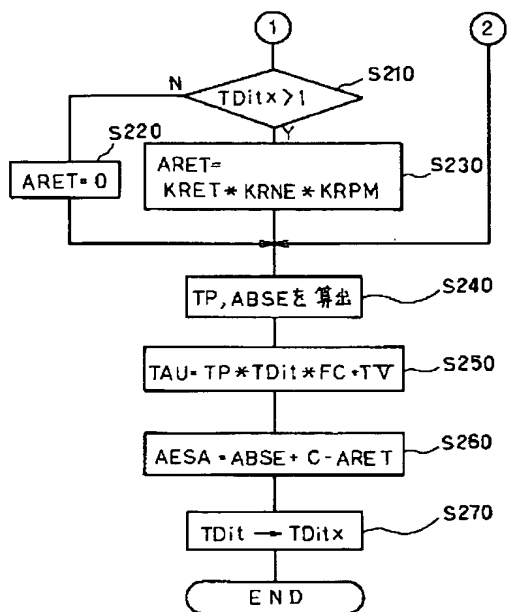 1
2
S210
N
TDitx>1
Y
S220
ARET=0
ARET=
KRET*KRNE*KRPM
S230
TP,ABSEを算出
S240
TAU=TP*TDit*FC+TV
S250
AESA=ABSE+C-ARET
S260
TDit→TDitx
S270
END